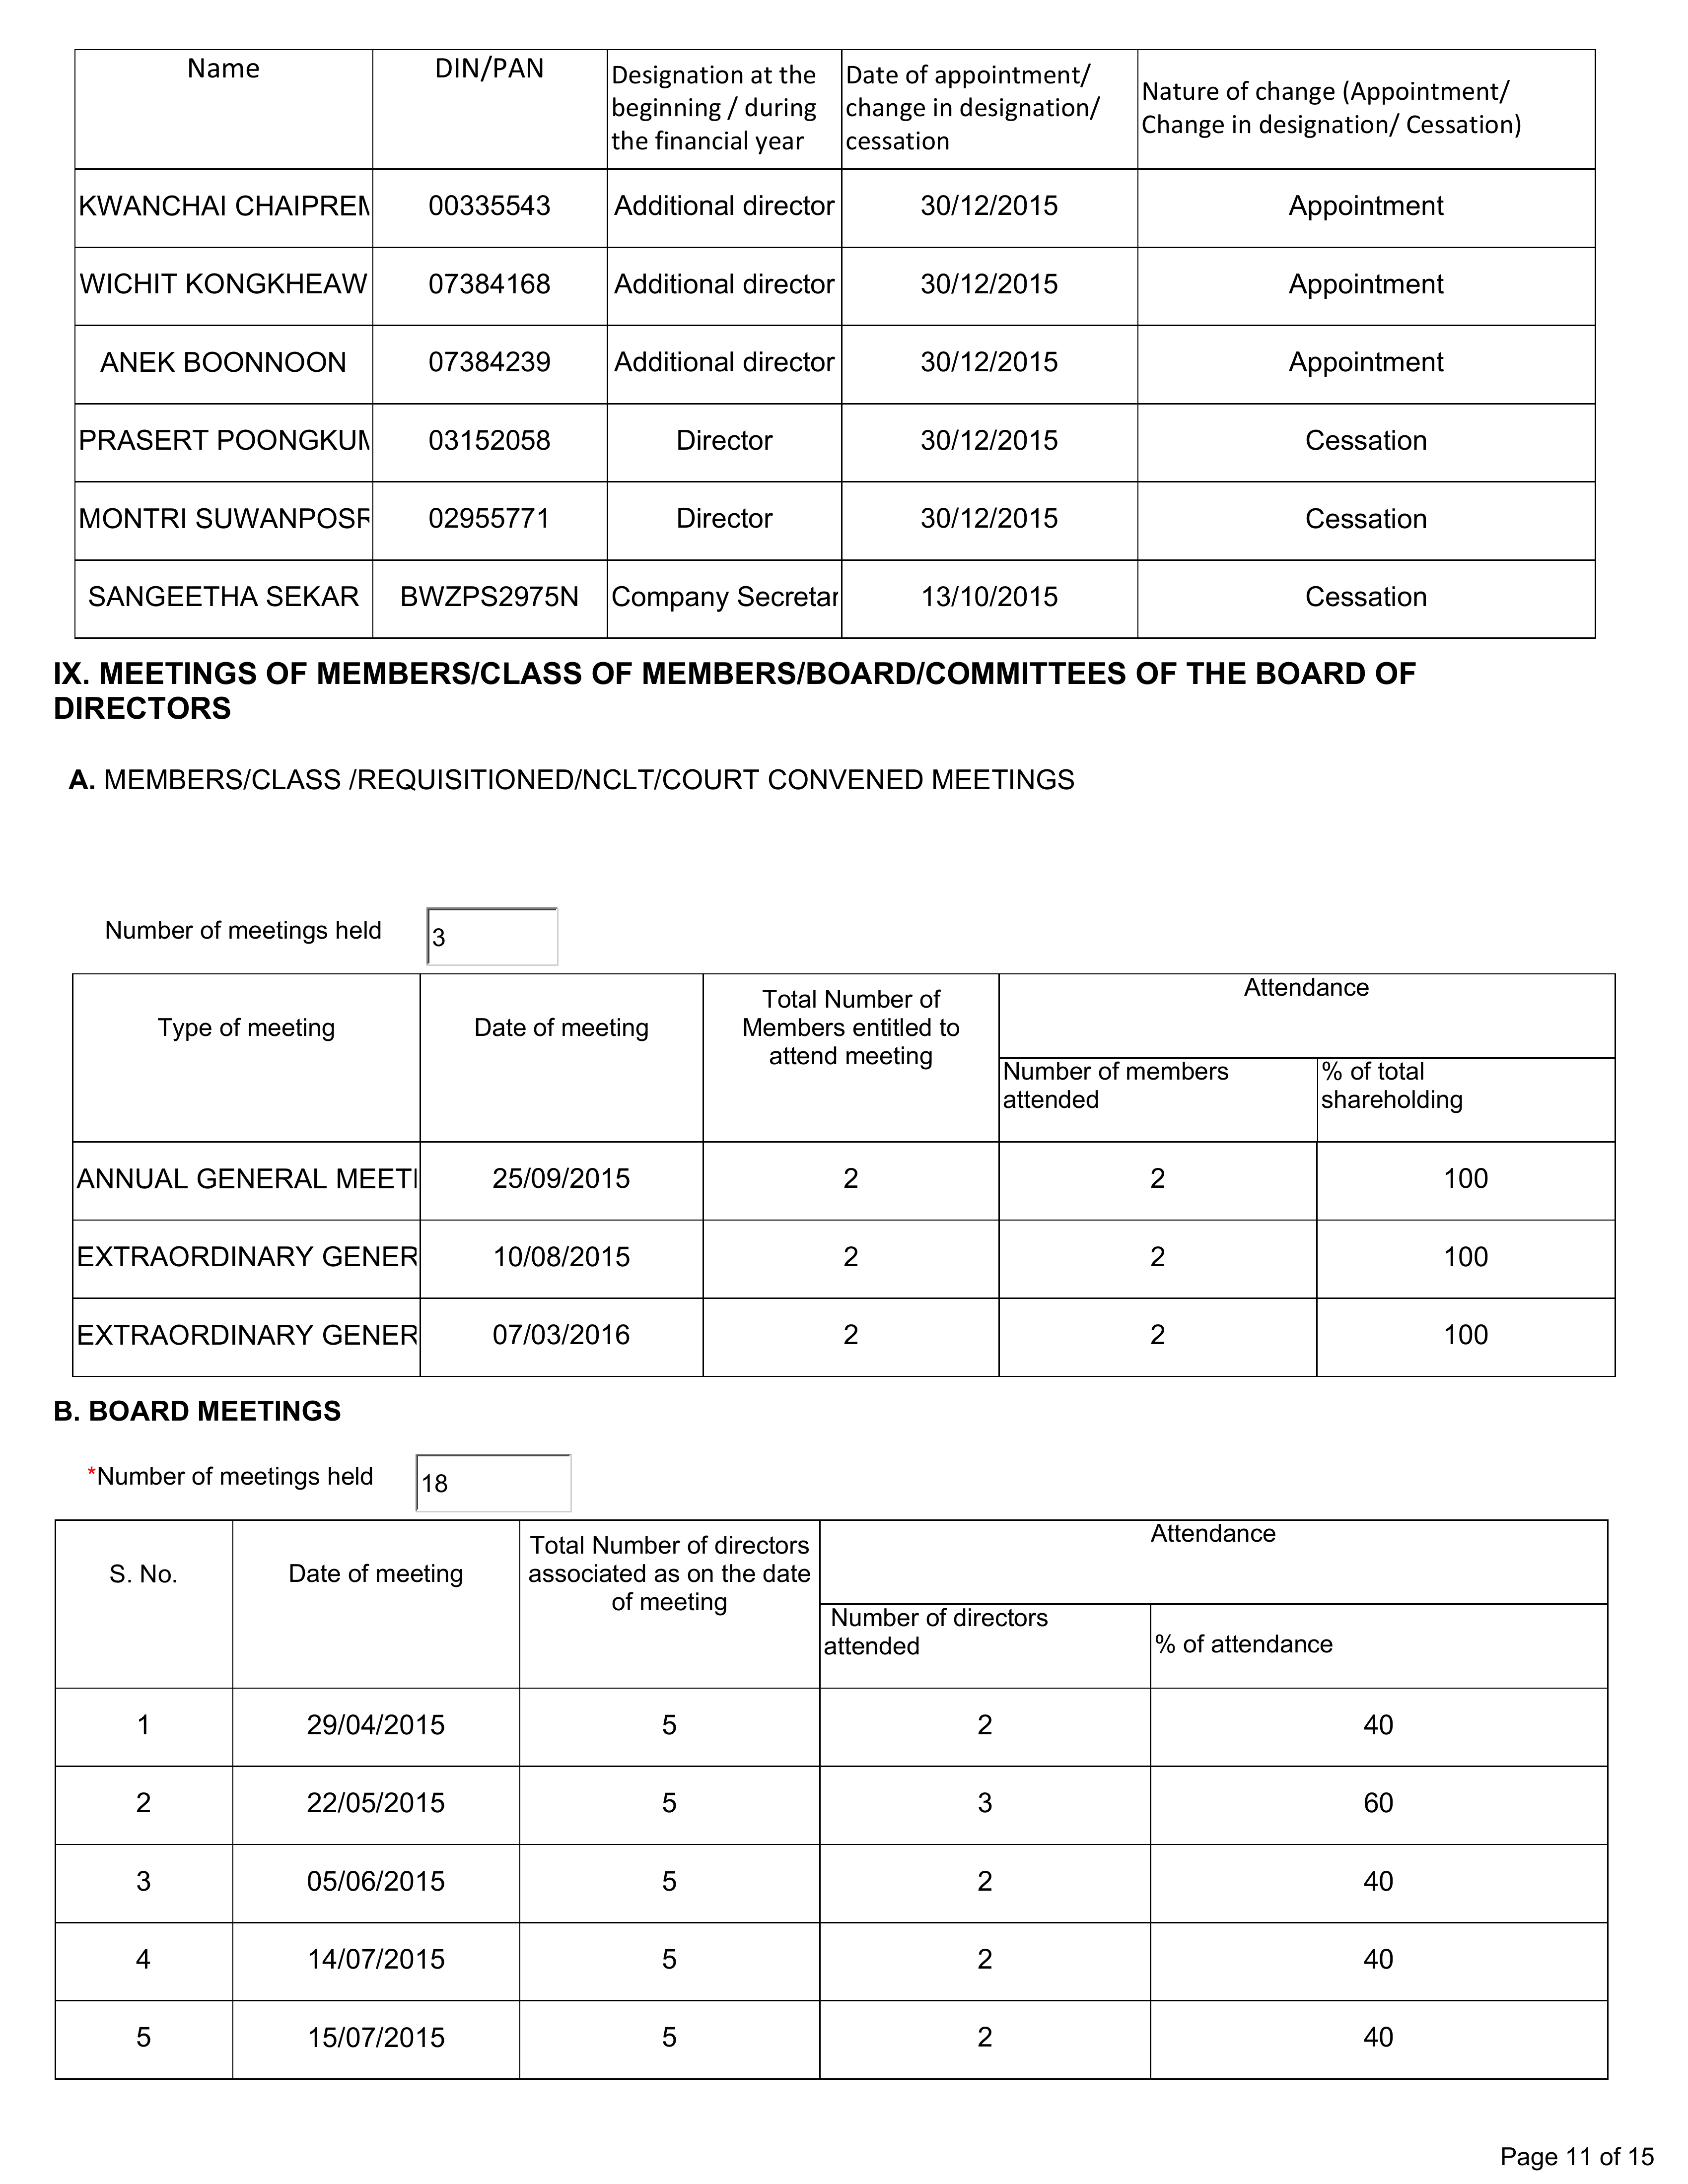 Name DIN/PAN Designation at the beginning / during the financial year Date of appointment/ change in designation/ cessation Nature of change (Appointment/ Change in designation/ Cessation)
KWANCHAI CHAIPREM 00335543 Additional director 30/12/2015 Appointment
WICHIT KONGKHEAW 07384168 Additional director 30/12/2015 Appointment
ANEK BOONNOON 07384239 Additional director 30/12/2015 Appointment
PRASERT POONGKUM 03152058 Director 30/12/2015 Cessation
MONTRI 02955771 Director 30/12/2015 Cessation
SANGEETHA SEKAR BWZPS2975N Company Secretar 13/10/2015 Cessation
IX. MEETINGS OF MEMBERS/CLASS OF MEMBERS/BOARD/COMMITTEES OF THE BOARD OF
DIRECTORS
A. MEMBERS/CLASS /REQUISITIONED/NCLT/COURT CONVENED MEETINGS
Number of meetings held 3
Type of meeting Date of meeting Total Number of Members entitled to attend meeting Attendance
Number of members attended % of total shareholding
ANNUAL GENERAL MEETI 25/09/2015 2 2 100
EXTRAORDINARY GENER 10/08/2015 2 2 100
EXTRAORDINARY GENER 07/03/2016 2 2 100
B. BOARD MEETINGS
*Number of meetings held 18
S. No. Date of meeting Total Number of directors associated as on the date of meeting Attendance
Number of directors attended % of attendance
1 29/04/2015 5 2 40
2 22/05/2015 5 3 60
3 05/06/2015 5 2 40
4 14/07/2015 5 2 40
5 15/07/2015 5 2 40
Page 11 of 15